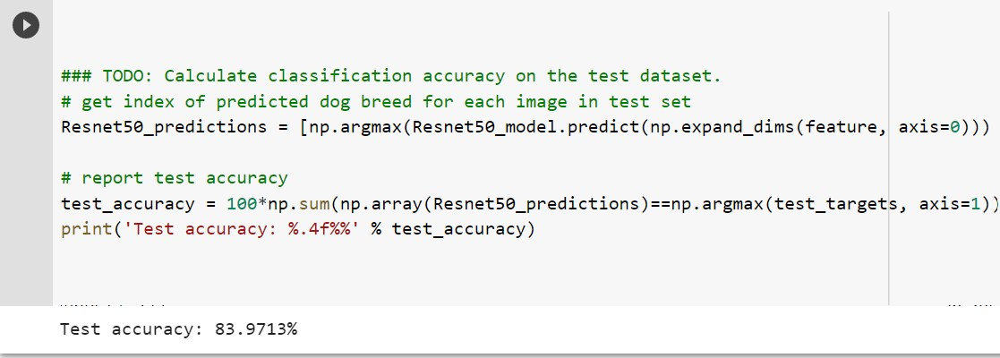 ### TODO: Calculate classification accuracy on the test dataset.
# get index of predicted dog breed for each image in test set
Resnet50_predictions = [np.argmax(Resnet50_model.predict(np.expand_dims(feature, axis=0)))
# report test accuracy
test_accuracy = 100*np.sum(np.array(Resnet50_predictions)==np.argmax(test_targets, axis=1))
print('Test accuracy: %.4f%%' % test_accuracy)
Test accuracy: 83.9713%